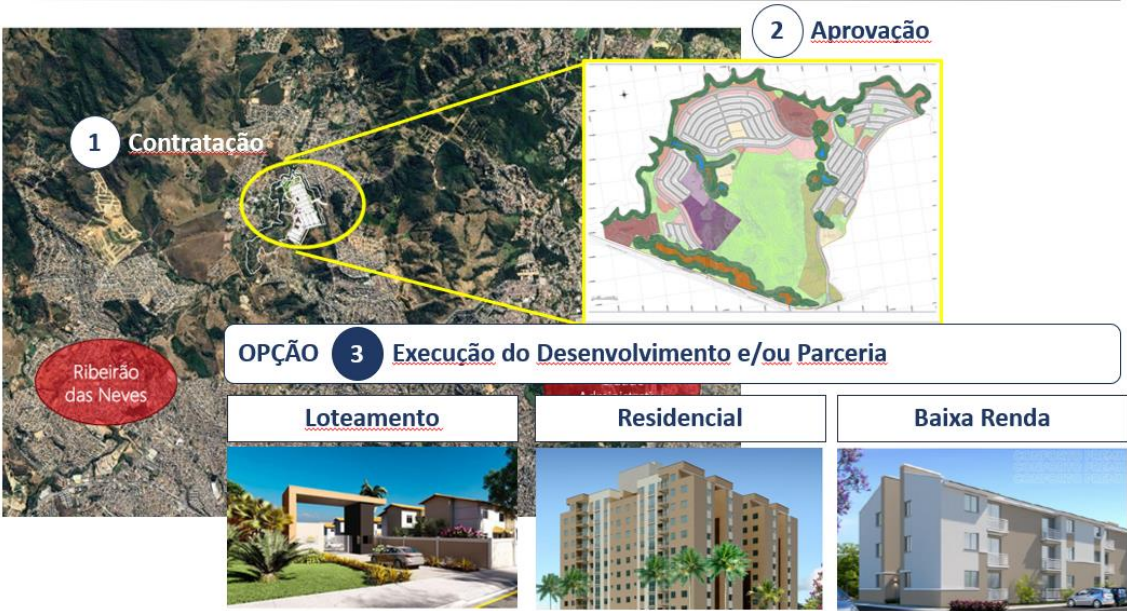 2 Aprovação
1 Contratação
OPÇÃO 3 Execução do Desenvolvimento e/ou Parceria
Ribeirão
das Neves
Loteamento
Residencial
Baixa Renda